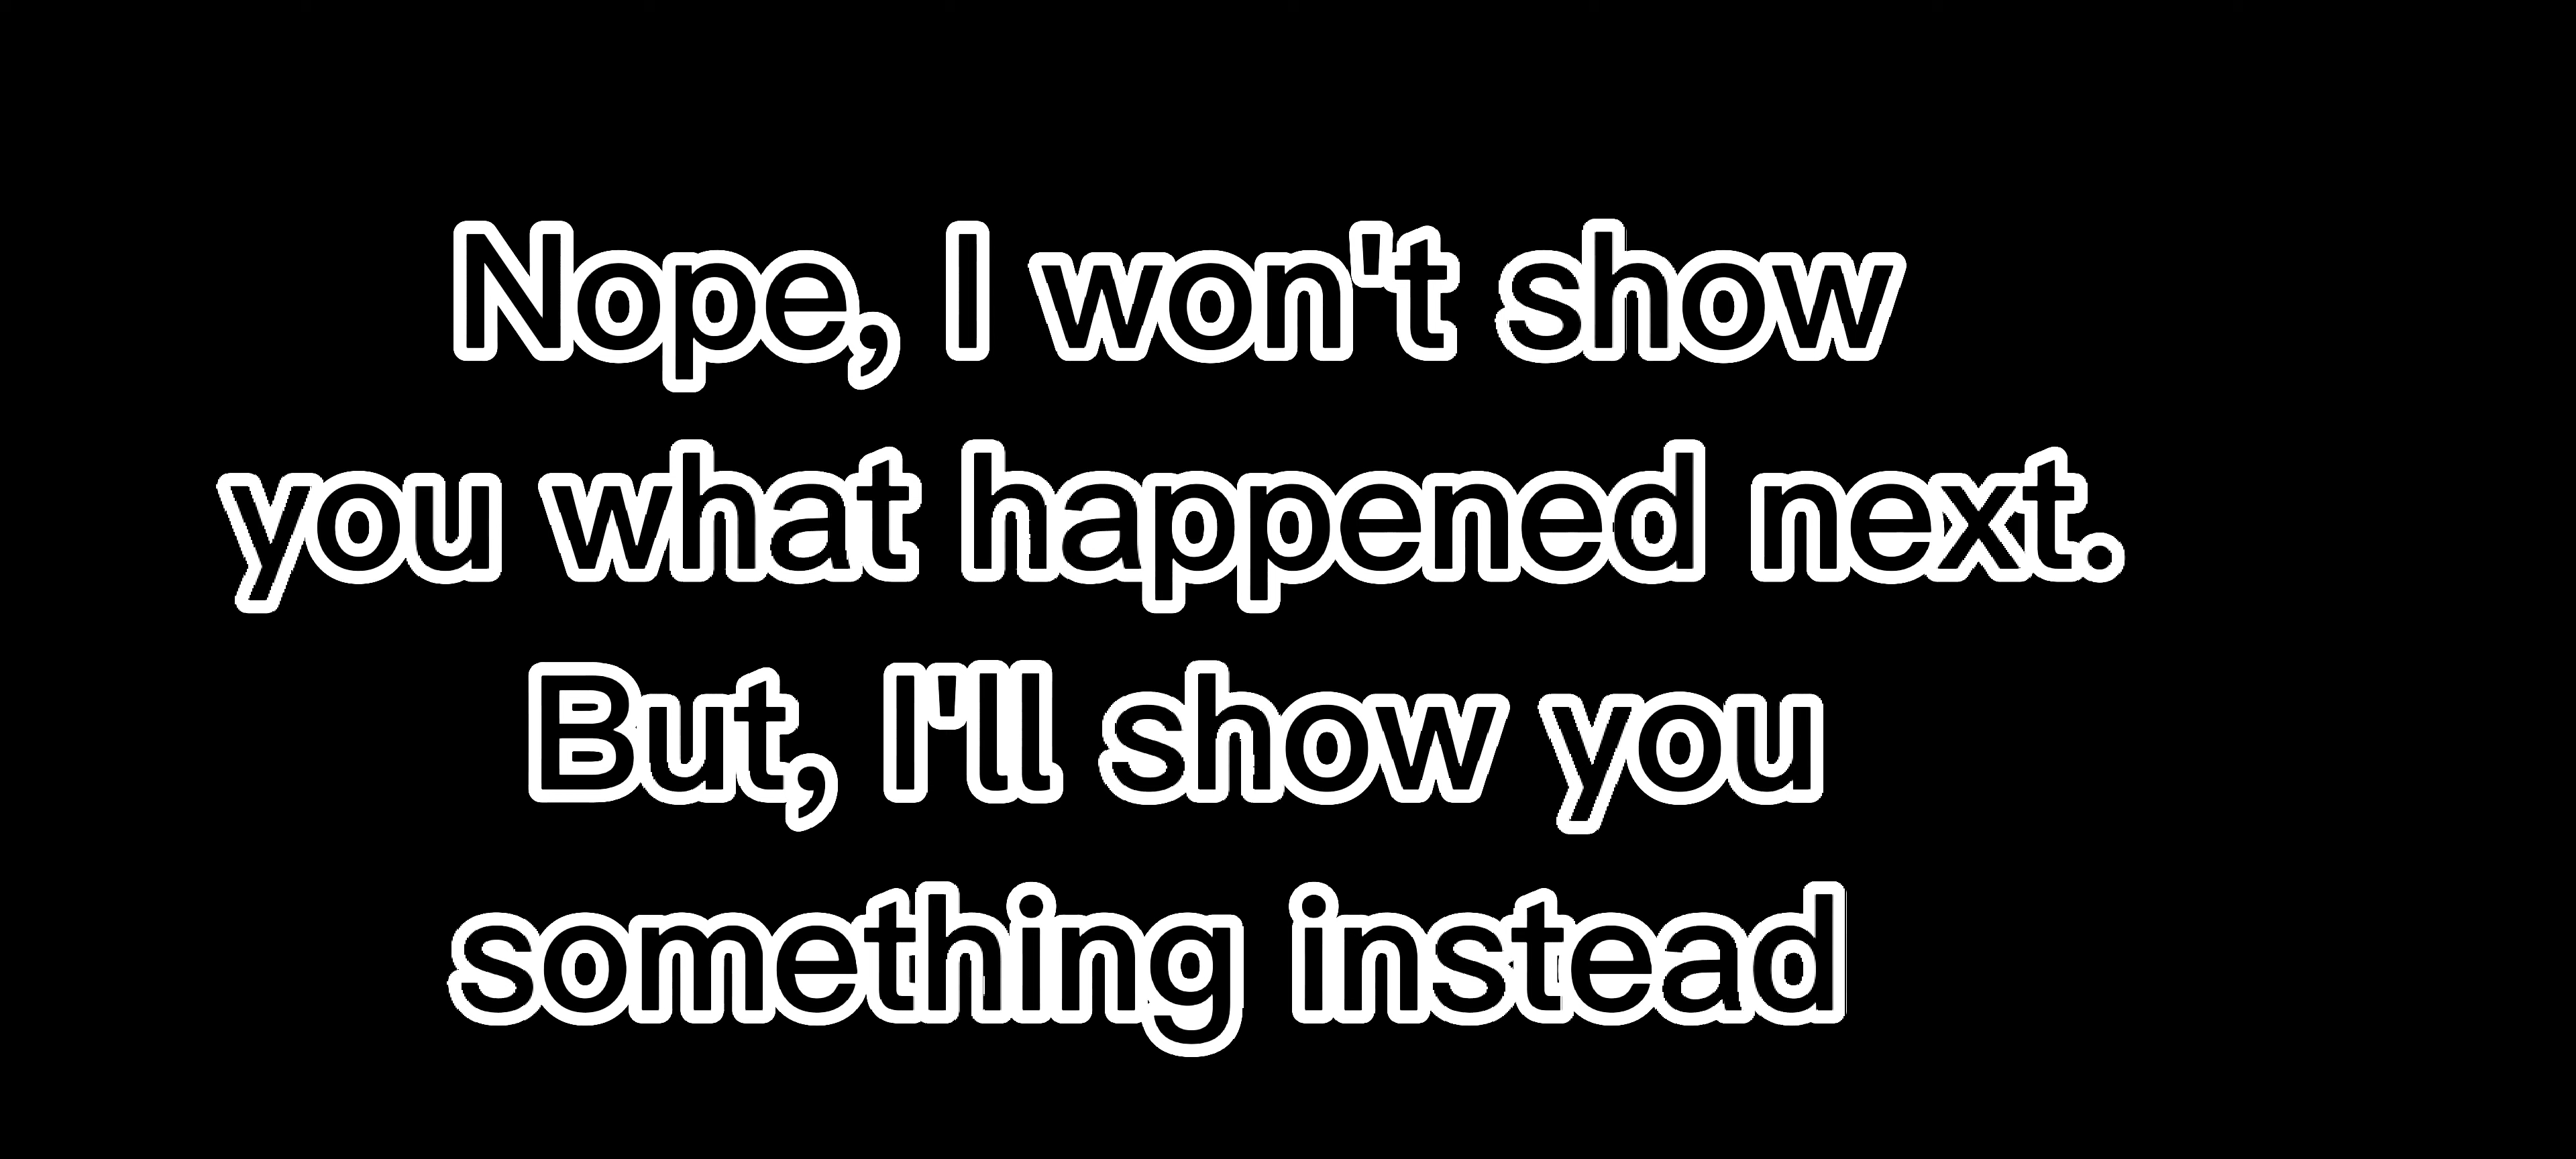 Nope, I won't show
you what happened next.
But, I'll show you
something instead